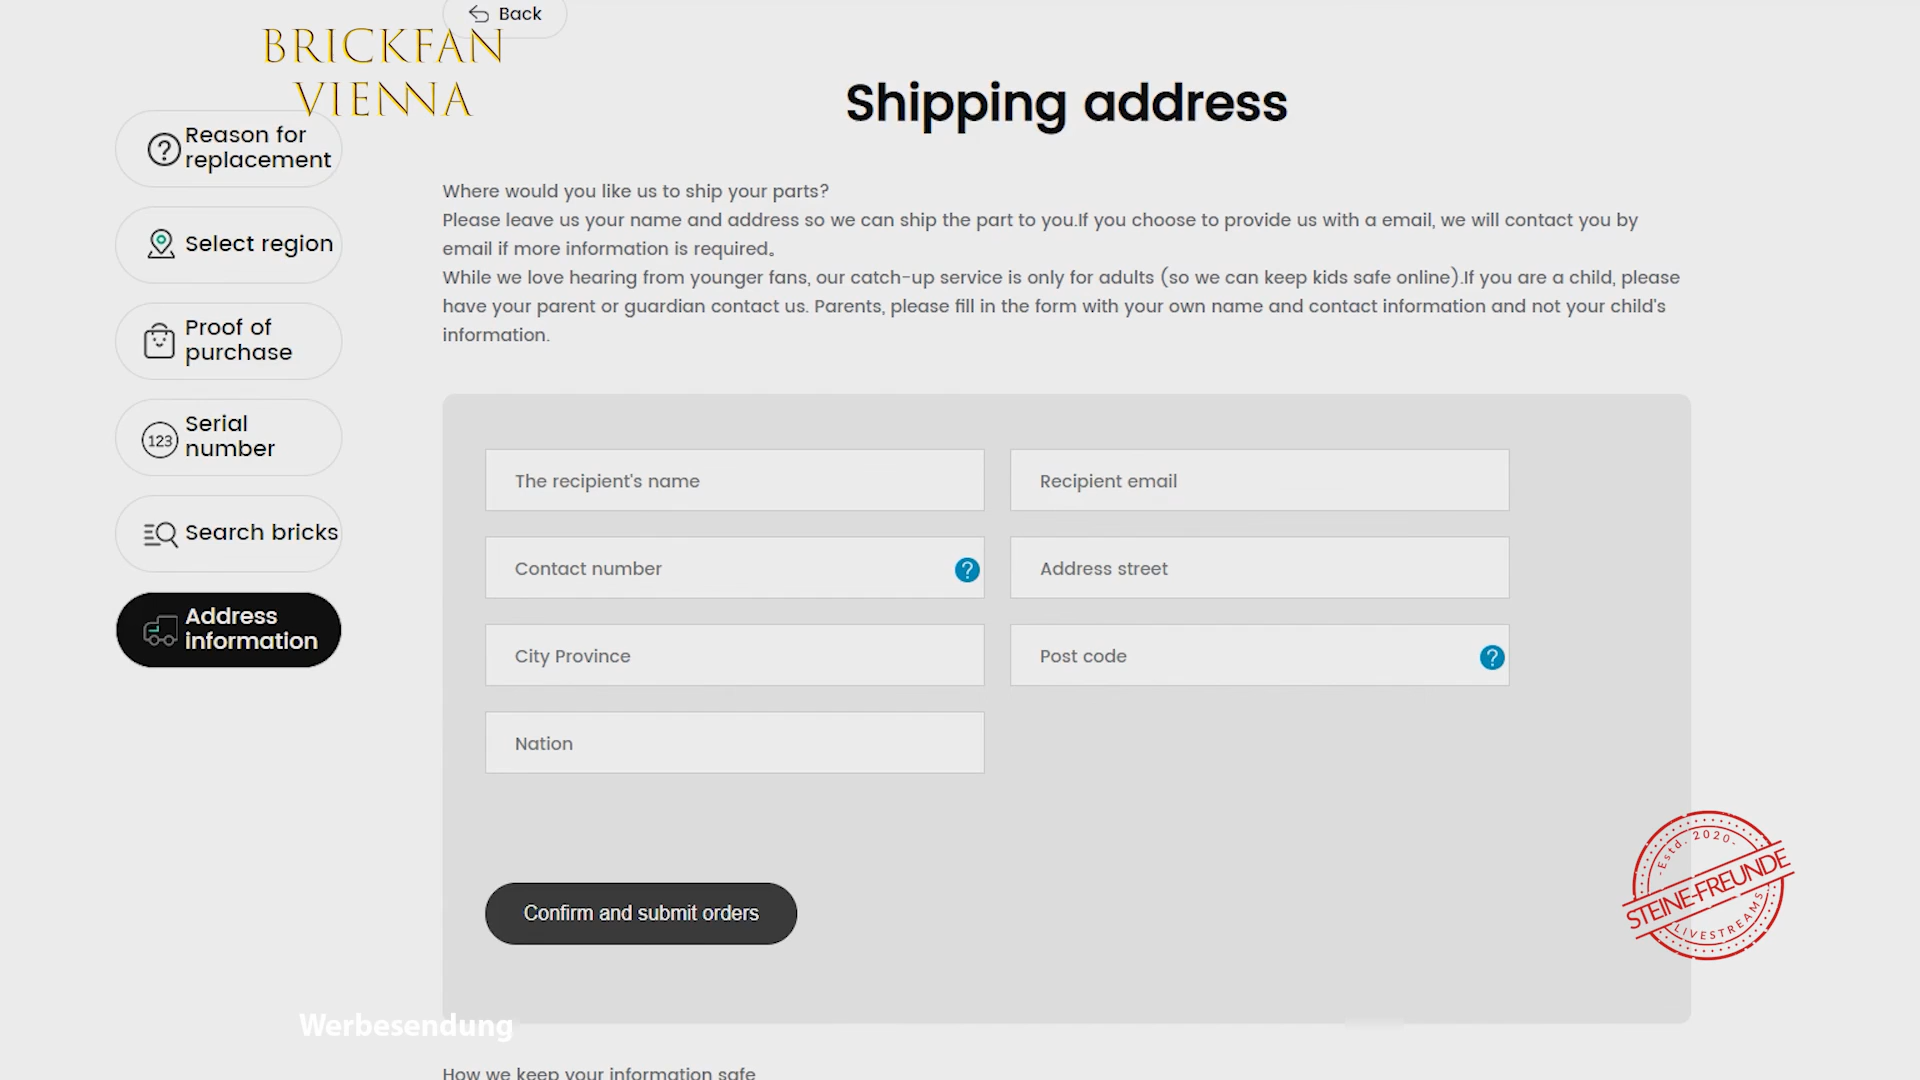 Back
BRICKFAN
VIENNA
Shipping address
Reason for
replacement
Select region
Proof of
purchase
123
Serial
number
Search bricks
Address
information
Where would you like us to ship your parts?
Please leave us your name and address so we can ship the part to you.If you choose to provide us with a email, we will contact you by
email if more information is required。
While we love hearing from younger fans, our catch-up service is only for adults (so we can keep kids safe online).If you are a child, please
have your parent or guardian contact us. Parents, please fill in the form with your own name and contact information and not your child's
information.
The recipient's name
Recipient email
Contact number
?
Address street
City Province
Post code
?
Nation
Confirm and submit orders
-Estd. 2020-
STEINE-FREUNDE
LIVESTREAMS
Werbesendung
How we keep your information safe